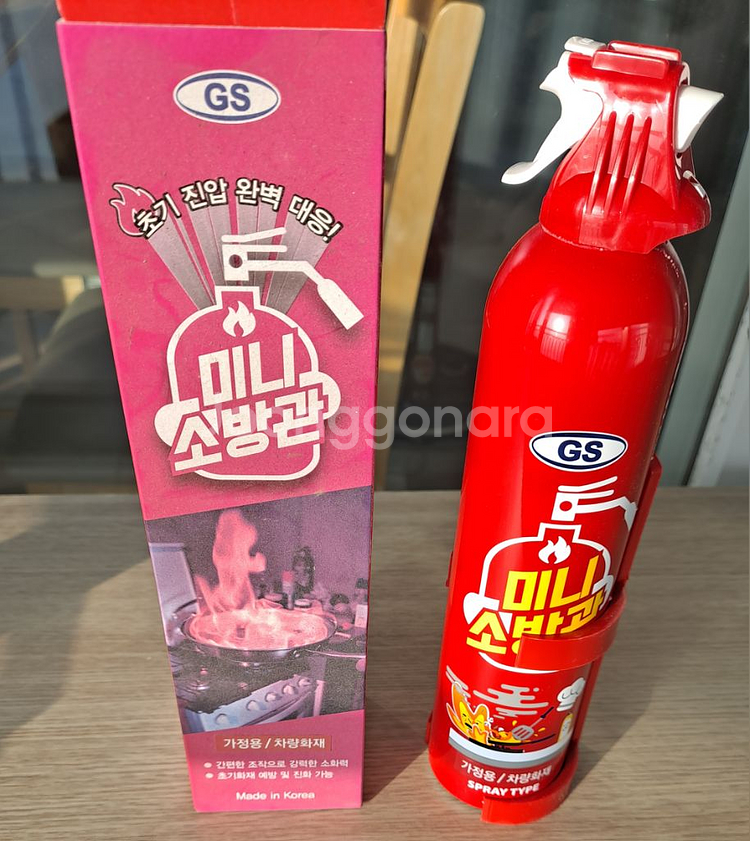 GS
초기 진압 완벽 대응!
미니
소방관
가정용 / 차량화재
● 간편한 조작으로 강력한 소화력
● 초기화재 예방 및 진화 가능
Made in Korea
GS
미니
소방관
가정용 / 차량화재
SPRAY TYPE